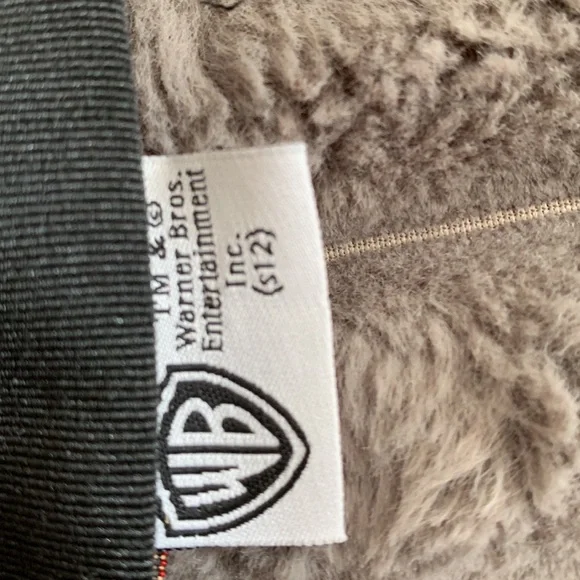 TM & ©
Warner Bros.
Entertainment
Inc.
(s12)
WB